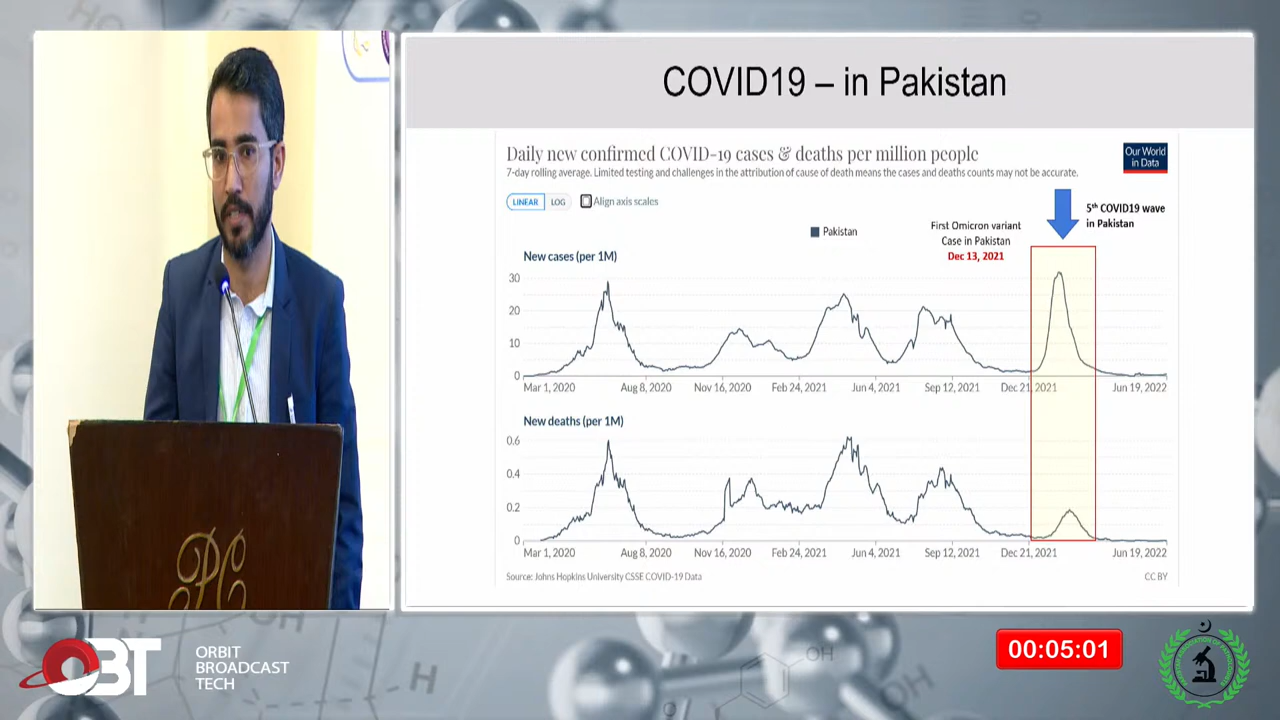 COVID19 – in Pakistan
Daily new confirmed COVID-19 cases & deaths per million people
7-day rolling average. Limited testing and challenges in the attribution of cause of death means the cases and deaths counts may not be accurate.
Our World
in Data
LINEAR LOG Align axis scales
5th COVID19 wave
in Pakistan
Pakistan
First Omicron variant
Case in Pakistan
Dec 13, 2021
New cases (per 1M)
30
20
10
0
Mar 1, 2020 Aug 8, 2020 Nov 16, 2020 Feb 24, 2021 Jun 4, 2021 Sep 12, 2021 Dec 21, 2021 Jun 19, 2022
New deaths (per 1M)
0.6
0.4
0.2
0
Mar 1, 2020 Aug 8, 2020 Nov 16, 2020 Feb 24, 2021 Jun 4, 2021 Sep 12, 2021 Dec 21, 2021 Jun 19, 2022
Source: Johns Hopkins University CSSE COVID-19 Data CC BY
PC
OBT
ORBIT
BROADCAST
TECH
00:05:01
H
OH
OH